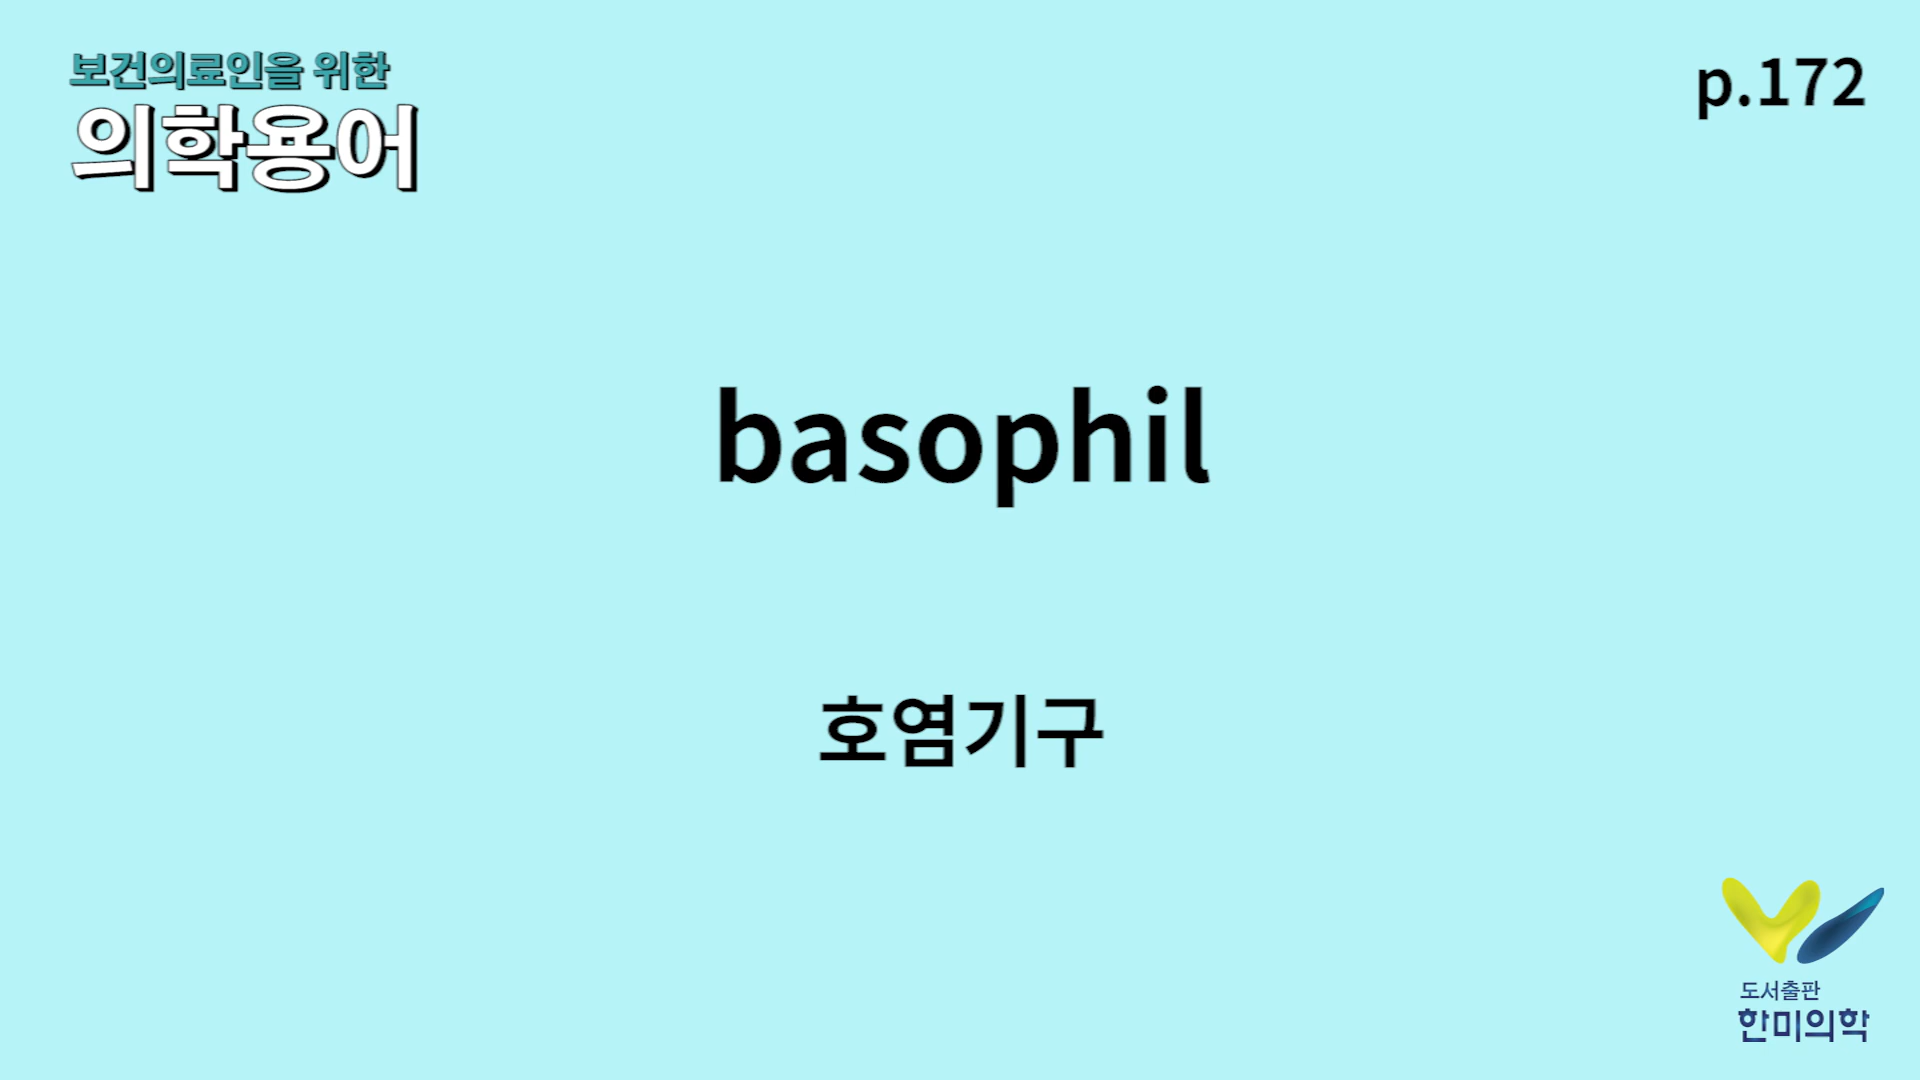 보건의료인을 위한
의학용어
p.172
basophil
호염기구
도서출판
한미의학